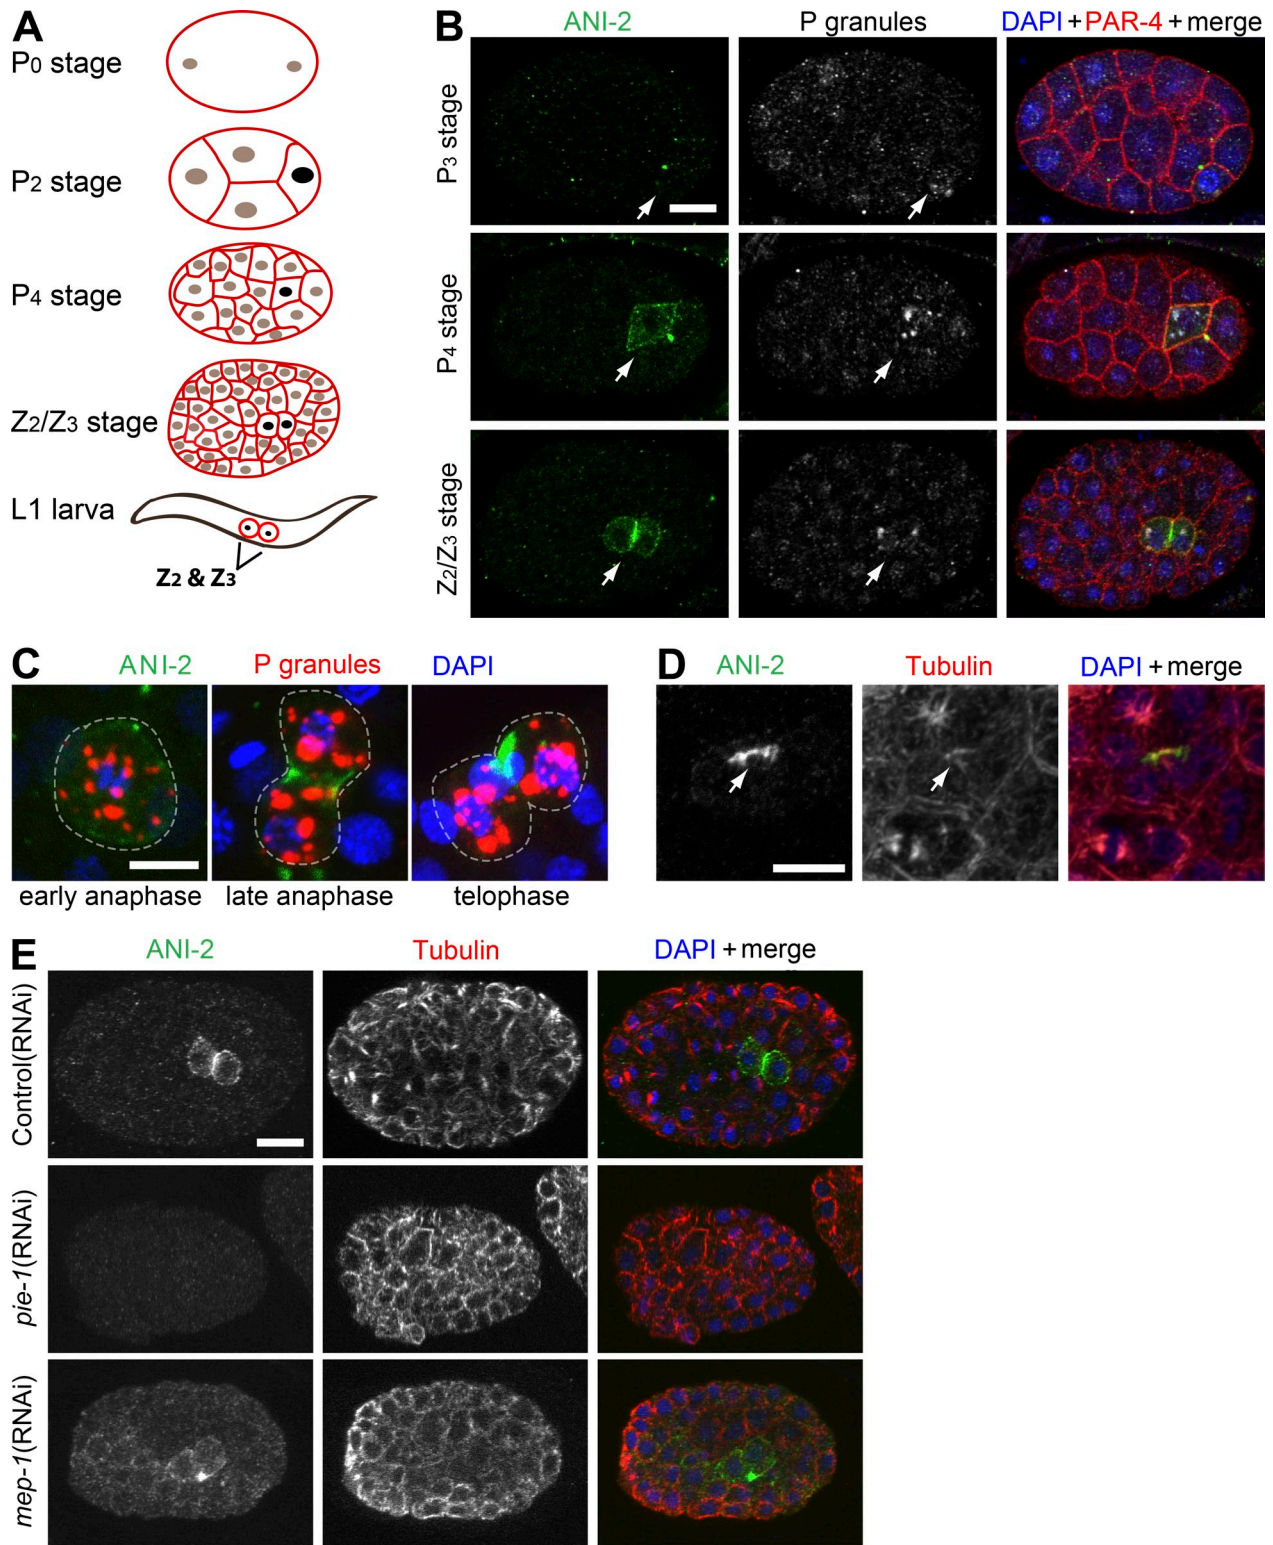 A
P0 stage
P2 stage
P4 stage
Z2/Z3 stage
L1 larva
Z2 & Z3
B
ANI-2 P granules DAPI + PAR-4 + merge
P3 stage
P4 stage
Z2/Z3 stage
C
ANI-2 P granules DAPI
early anaphase late anaphase telophase
D
ANI-2 Tubulin DAPI + merge
E
ANI-2 Tubulin DAPI + merge
Control(RNAi)
pie-1(RNAi)
mep-1(RNAi)